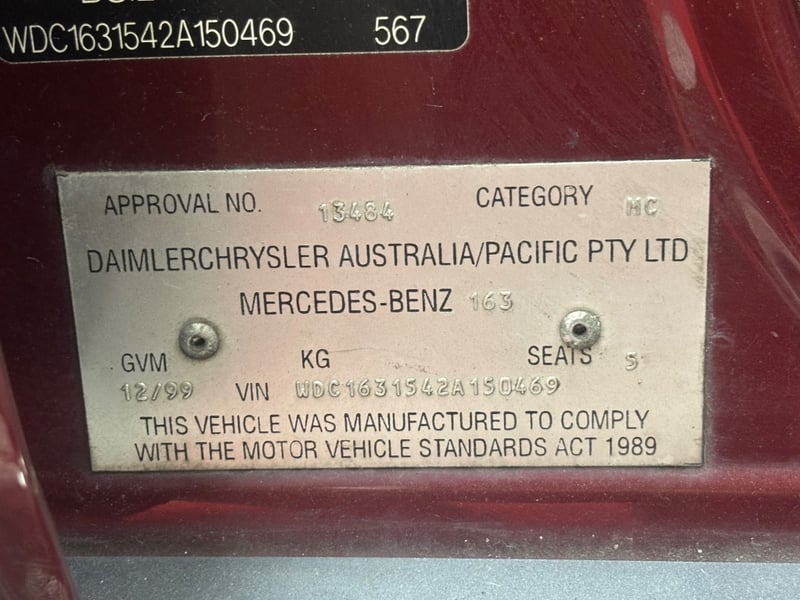 WDC1631542A150469 567
APPROVAL NO. 13484 CATEGORY MC
DAIMLERCHRYSLER AUSTRALIA/PACIFIC PTY LTD
MERCEDES-BENZ 163
GVM KG SEATS 5
12/99 VIN WDC1631542A150469
THIS VEHICLE WAS MANUFACTURED TO COMPLY
WITH THE MOTOR VEHICLE STANDARDS ACT 1989